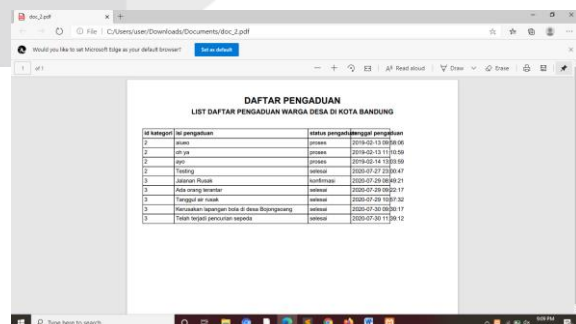 doc_2.pdf
File | C:/Users/user/Downloads/Documents/doc_2.pdf
Would you like to set Microsoft Edge as your default browser? Set as default
1 of 1 Read aloud Draw Erase
DAFTAR PENGADUAN
LIST DAFTAR PENGADUAN WARGA DESA DI KOTA BANDUNG
id kategori isi pengaduan status pengaduan tanggal pengaduan
2 proses 2019-02-13
2 oh ya proses 2019-02-13 11:10:59
2 ayo proses 2019-02-14 13:03:59
2 Testing selesai 2020-07-27 23:00:47
3 Jalanan Rusak konfirmasi 2020-07-29 08:49:21
3 Ada orang terlantar selesai 2020-07-29 09:22:17
3 Tanggul air rusak selesai 2020-07-29 10:57:32
3 Kerusakan lapangan bola di desa Bojongsoang selesai 2020-07-30 09:30:17
3 Telah terjadi pencurian sepeda selesai 2020-07-30 11:39:12
Type here to search
9:09 PM